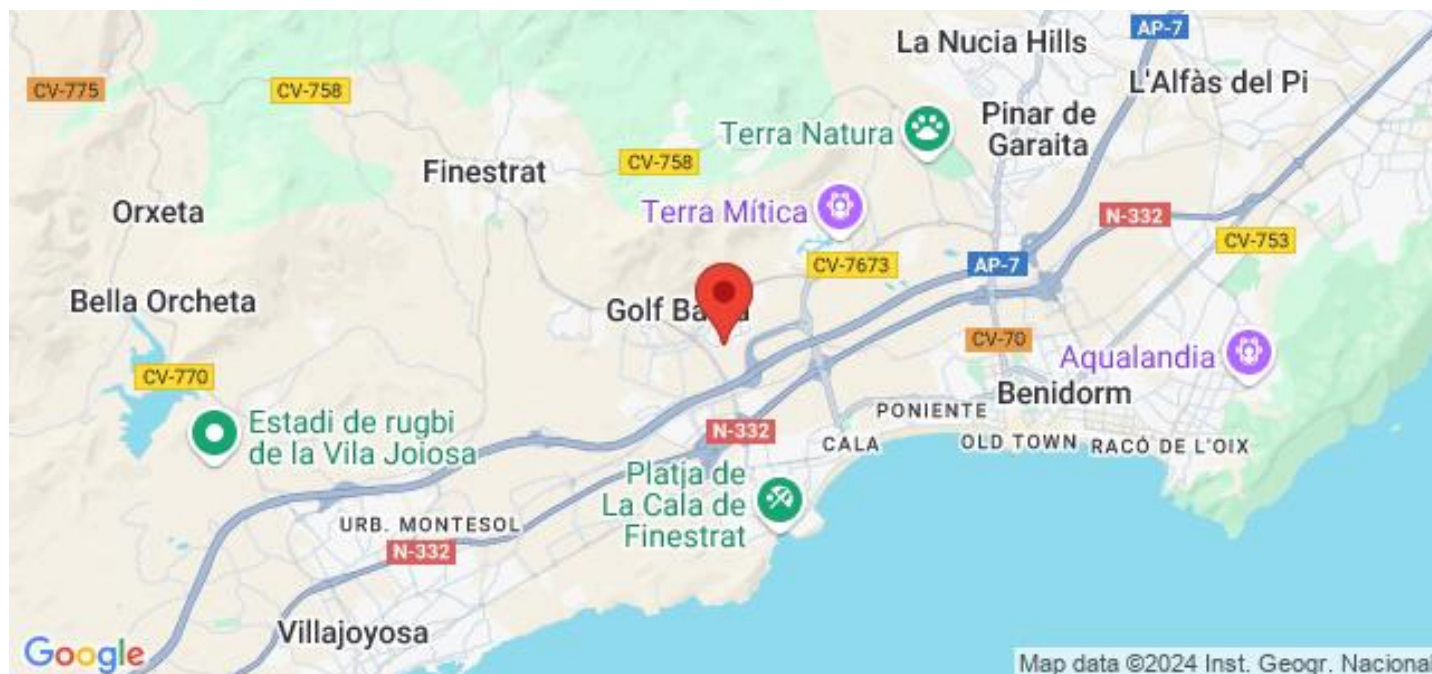 AP-7
La Nucia Hills
L'Alfàs del Pi
CV-775
CV-758
Pinar de
Garaita
Terra Natura
CV-758
Finestrat
Orxeta
Terra Mítica
N-332
CV-753
CV-7673
AP-7
Bella Orcheta
Golf Ba
CV-70
Aqualandia
CV-770
Benidorm
PONIENTE
Estadi de rugbi
de la Vila Joiosa
N-332
CALA
OLD TOWN
RACÓ DE L'OIX
Platja de
La Cala de
Finestrat
URB. MONTESOL
N-332
Villajoyosa
Google
Map data ©2024 Inst. Geogr. Nacional